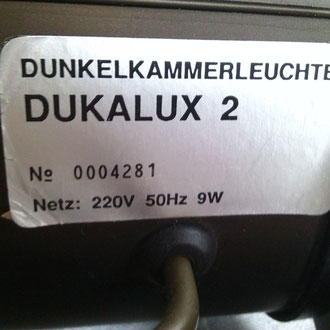 DUNKELKAMMERLEUCHTE
DUKALUX 2
№ 0004281
Netz: 220V 50Hz 9W